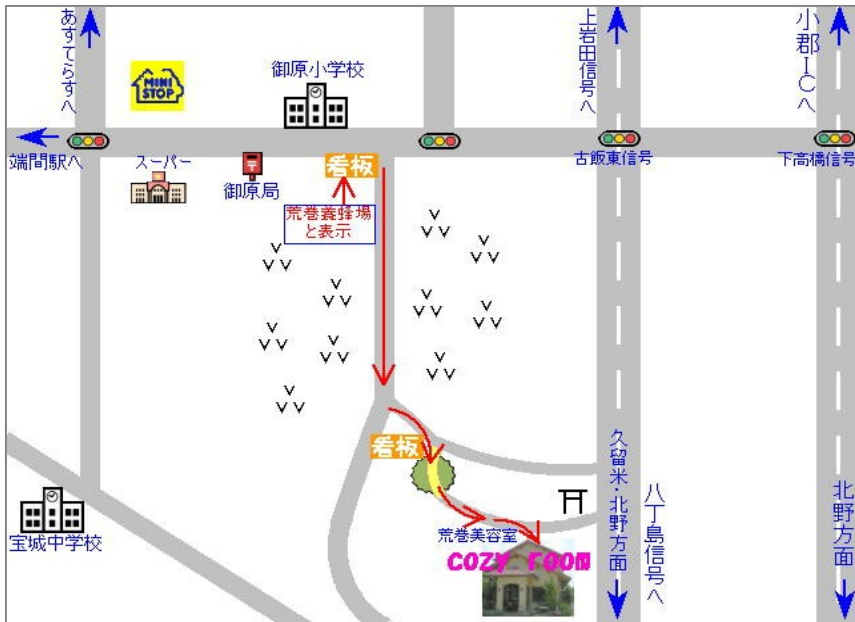 あすてらすへ
上岩田信号へ
小郡ICへ
MINI
STOP
御原小学校
端間駅へ
スーパー
〒
御原局
看板
古飯東信号
下高橋信号
荒巻養蜂場
と表示
看板
久留米・北野方面
八丁島信号へ
北野方面
宝城中学校
荒巻美容室
cozy room